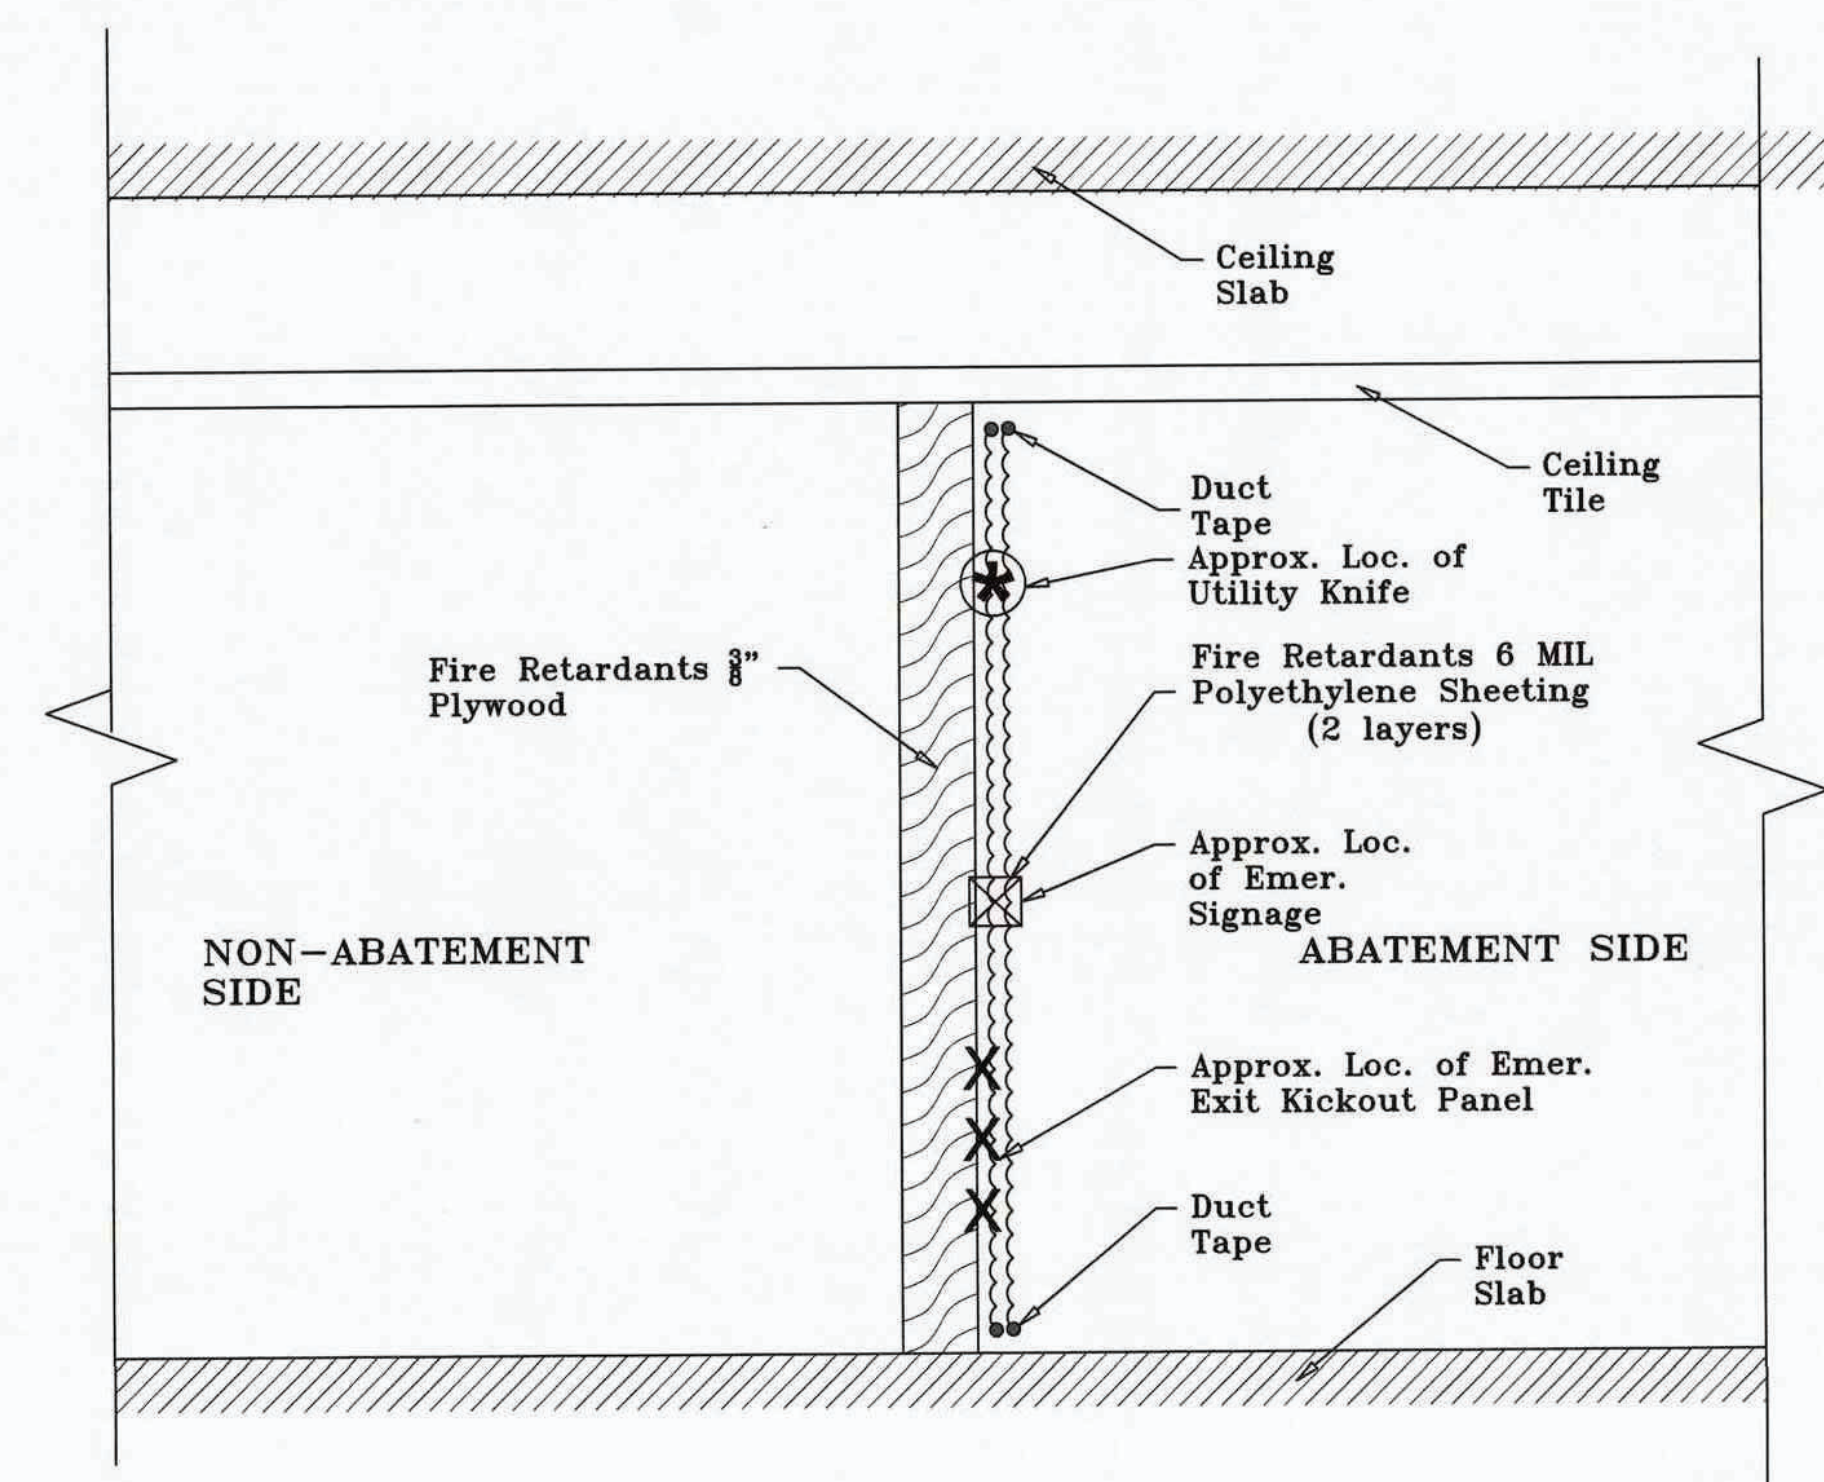 Ceiling
Slab
Ceiling
Tile
Duct
Tape
Approx. Loc. of
Utility Knife
Fire Retardants 3/8"
Plywood
Fire Retardants 6 MIL
Polyethylene Sheeting
(2 layers)
Approx. Loc.
of Emer.
Signage
NON-ABATEMENT
SIDE
ABATEMENT SIDE
Approx. Loc. of Emer.
Exit Kickout Panel
Duct
Tape
Floor
Slab